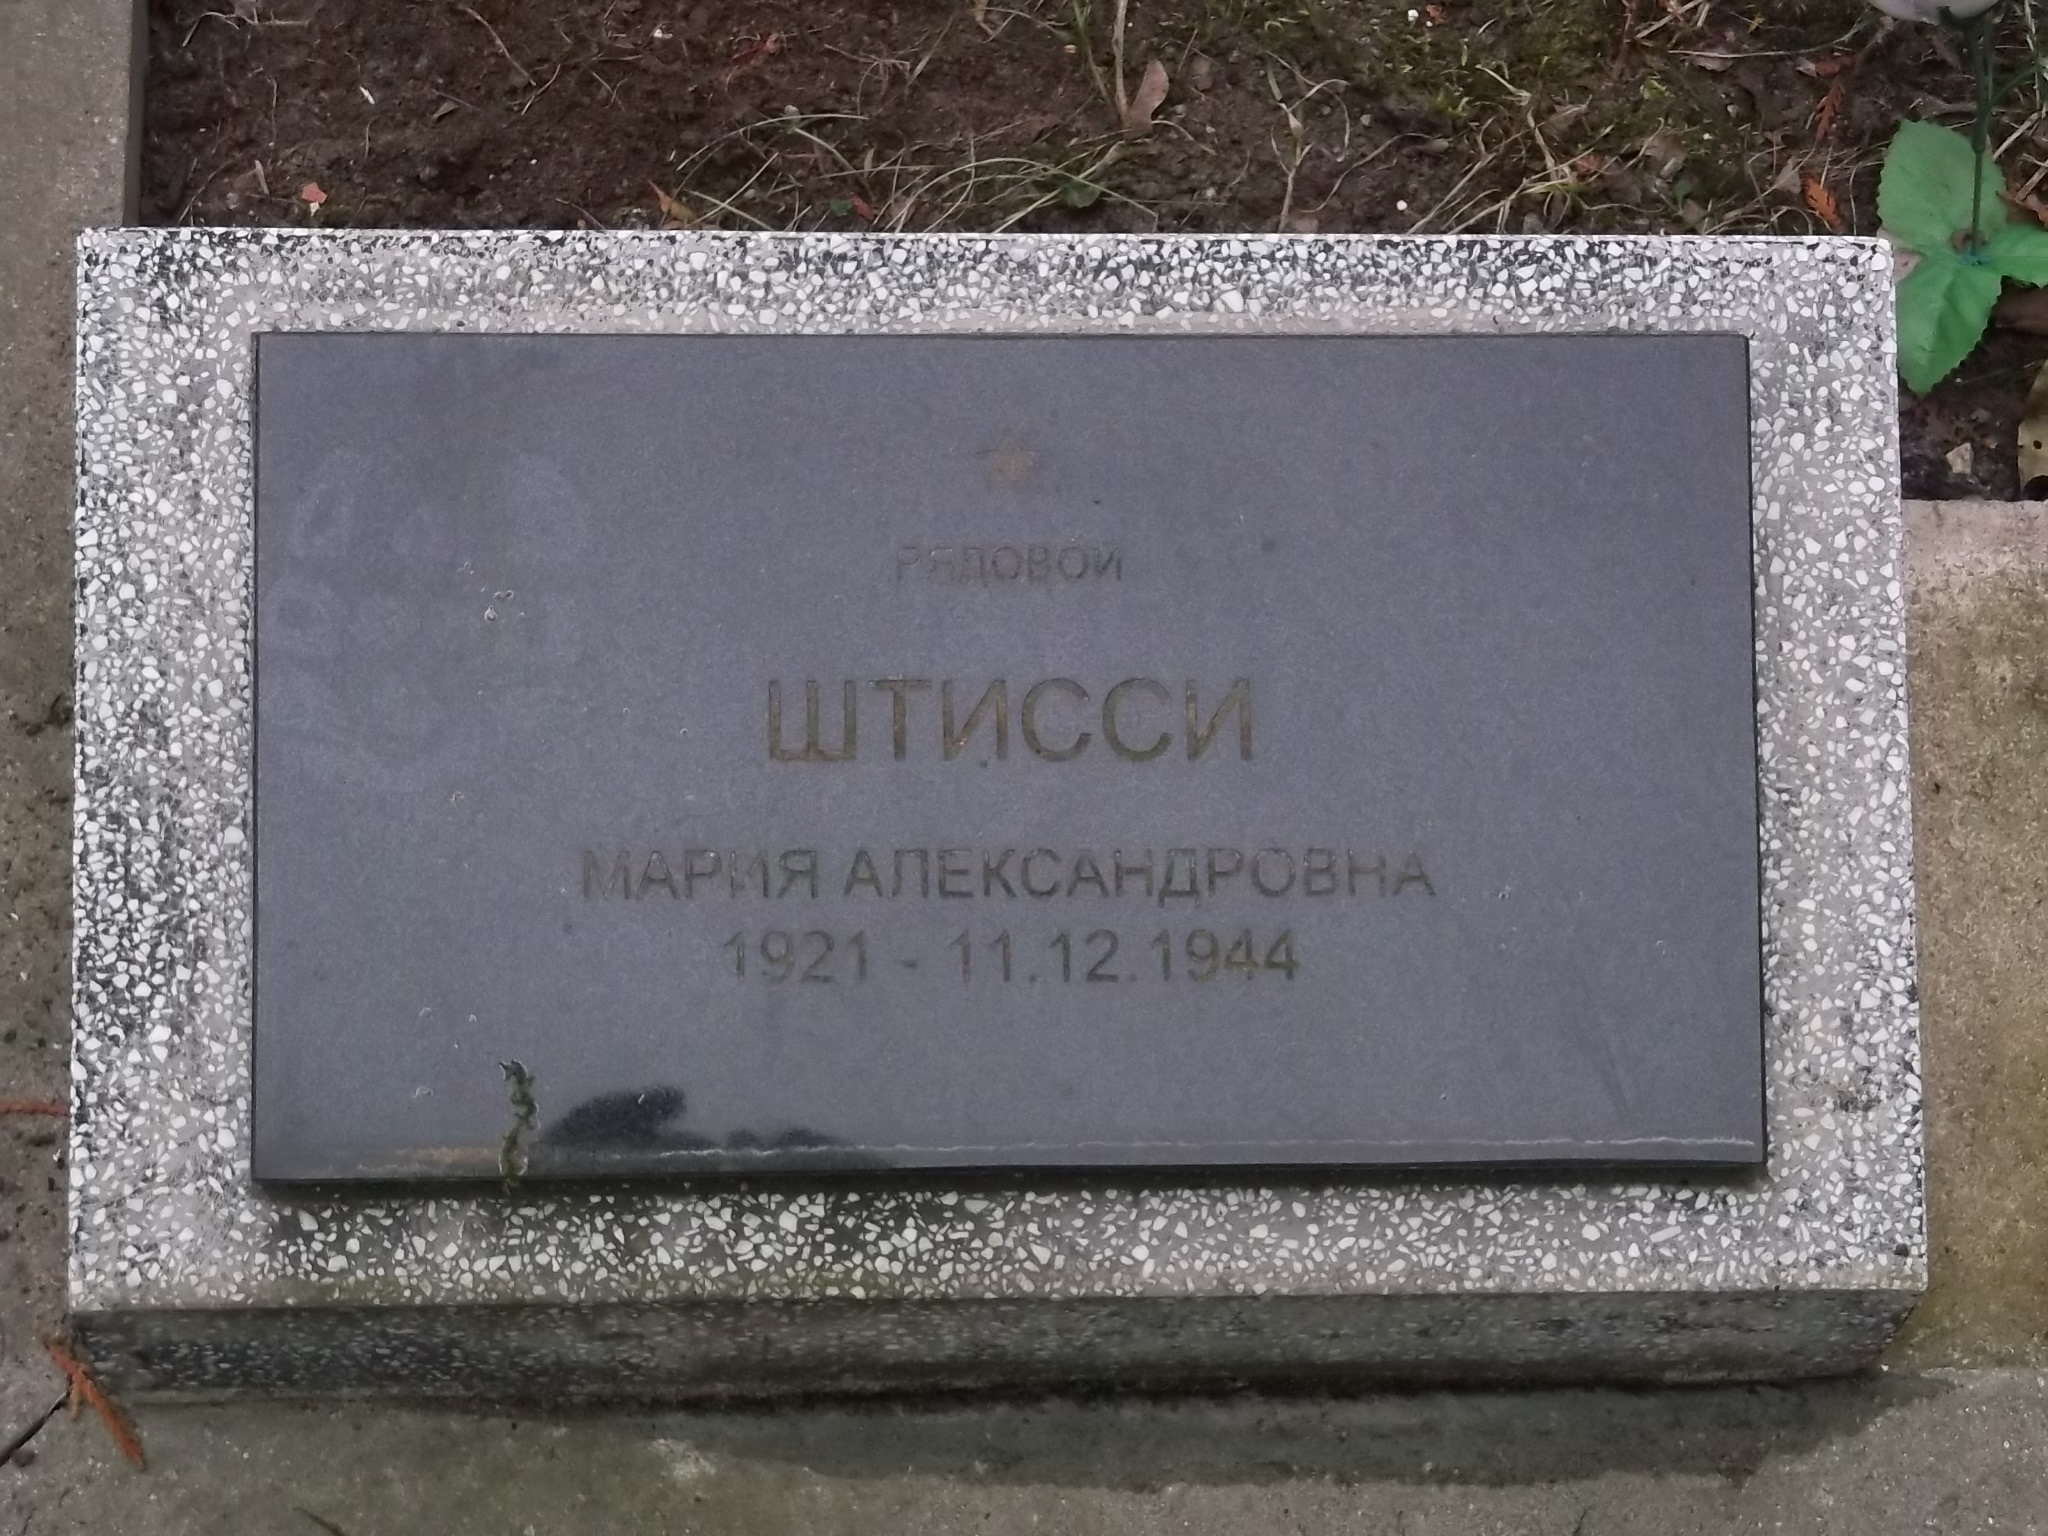 РЯДОВОЙ
ШТИССИ
МАРИЯ АЛЕКСАНДРОВНА
1921 - 11.12.1944